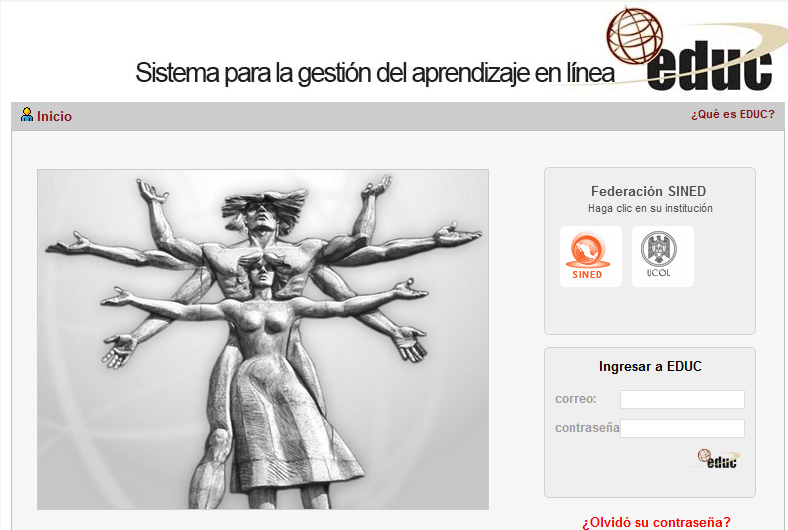 Sistema para la gestión del aprendizaje en línea
educ
Inicio
¿Qué es EDUC?
Federación SINED
Haga clic en su institución
SINED
UCOL
Ingresar a EDUC
correo:
contraseña
educ
¿Olvidó su contraseña?